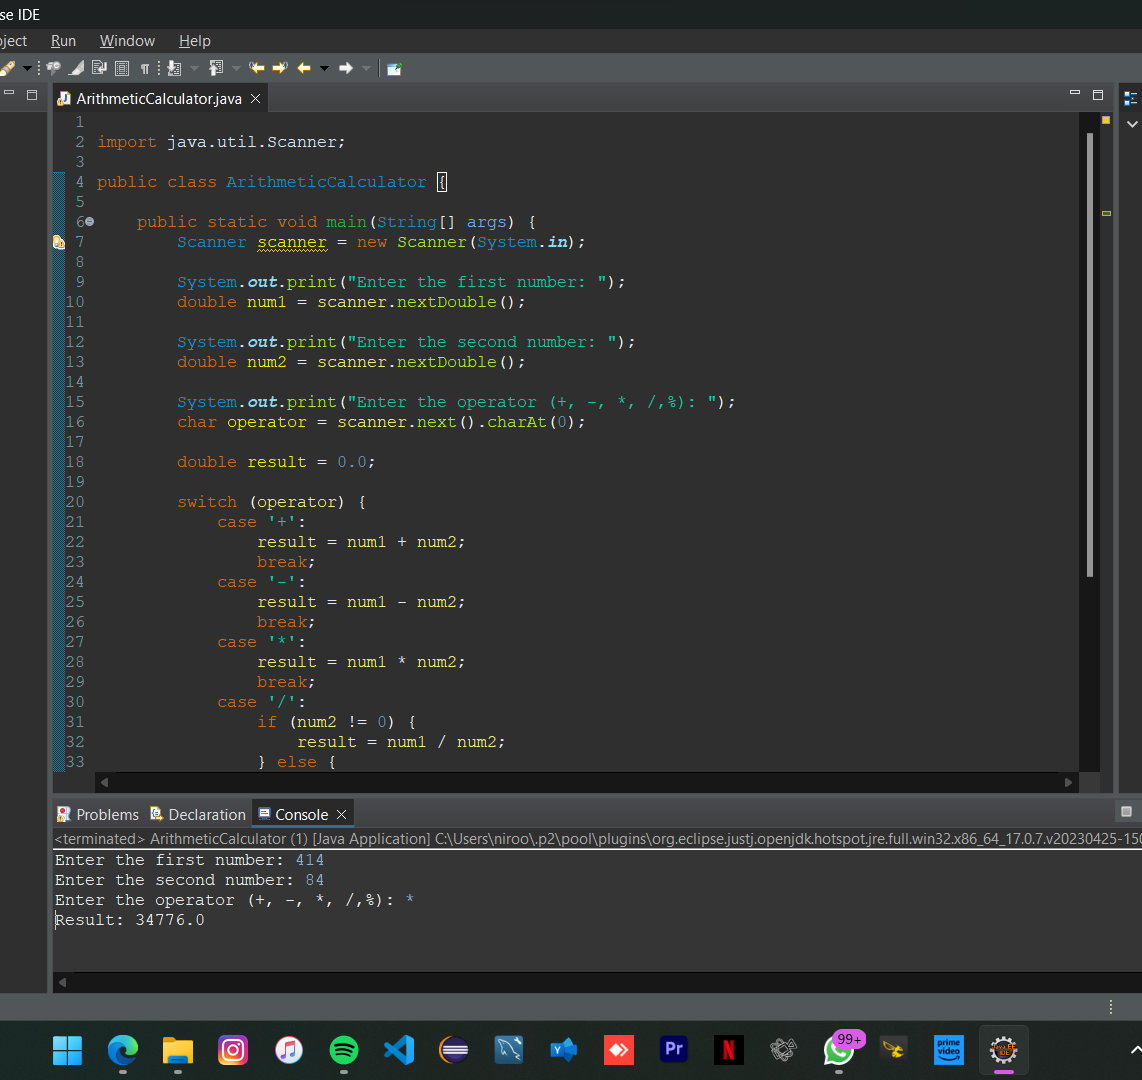 se IDE
ject Run Window Help
ArithmeticCalculator.java
1
2 import java.util.Scanner;
3
4 public class ArithmeticCalculator {
5
6 public static void main(String[] args) {
7 Scanner scanner = new Scanner(System.in);
8
9 System.out.print("Enter the first number: ");
10 double num1 = scanner.nextDouble();
11
12 System.out.print("Enter the second number: ");
13 double num2 = scanner.nextDouble();
14
15 System.out.print("Enter the operator (+, -, *, /,%): ");
16 char operator = scanner.next().charAt(0);
17
18 double result = 0.0;
19
20 switch (operator) {
21 case '+':
22 result = num1 + num2;
23 break;
24 case '-':
25 result = num1 - num2;
26 break;
27 case '*':
28 result = num1 * num2;
29 break;
30 case '/':
31 if (num2 != 0) {
32 result = num1 / num2;
33 } else {
Problems Declaration Console
<terminated> ArithmeticCalculator (1) [Java Application] C:\Users\niroo\.p2\pool\plugins\org.eclipse.justj.openjdk.hotspot.jre.full.win32.x86_64_17.0.7.v20230425-150
Enter the first number: 414
Enter the second number: 84
Enter the operator (+, -, *, /,%): *
Result: 34776.0
Y Pr N 99+ prime video Java EE IDE